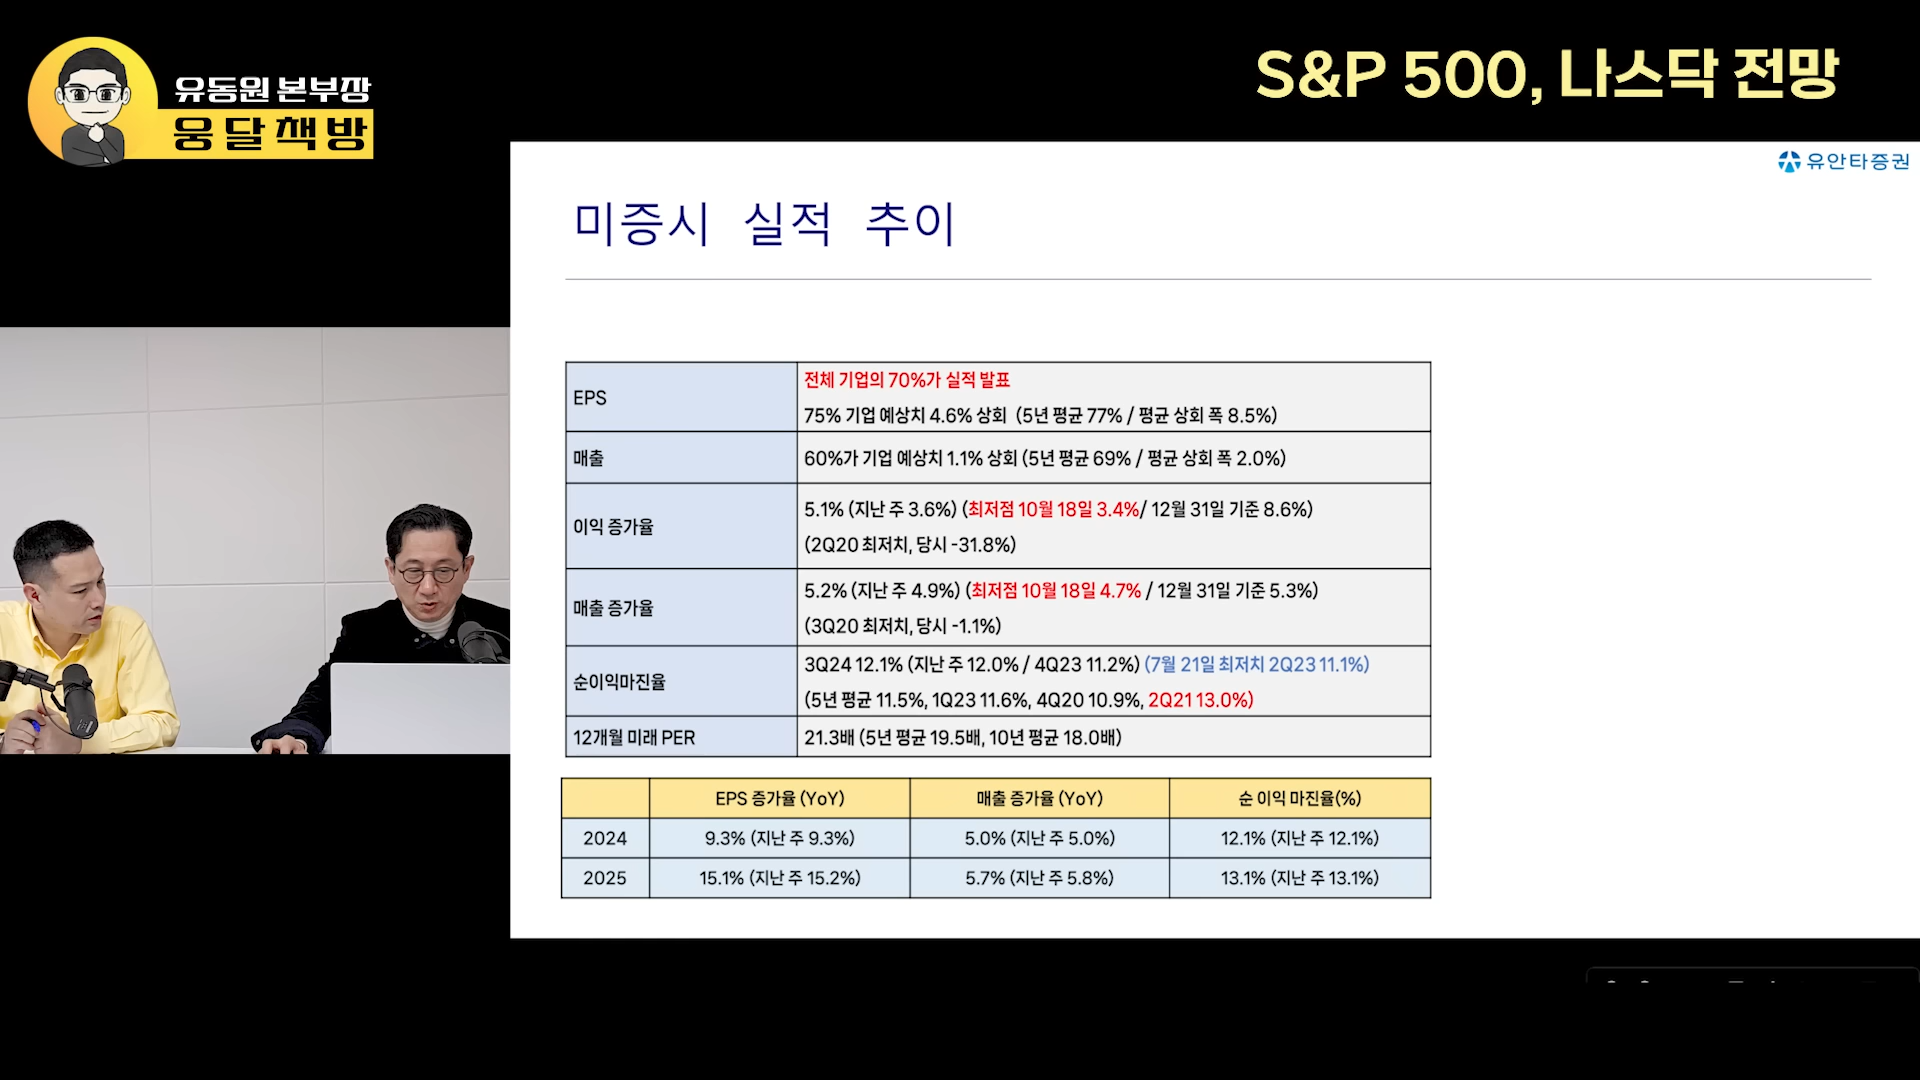 유동원 본부장
웅달책방
S&P 500, 나스닥 전망
유안타증권
미증시 실적 추이
EPS
전체 기업의 70%가 실적 발표
75% 기업 예상치 4.6% 상회 (5년 평균 77% / 평균 상회 폭 8.5%)
매출
60%가 기업 예상치 1.1% 상회 (5년 평균 69% / 평균 상회 폭 2.0%)
이익 증가율
5.1% (지난 주 3.6%) (최저점 10월 18일 3.4%/ 12월 31일 기준 8.6%)
(2Q20 최저치, 당시 -31.8%)
매출 증가율
5.2% (지난 주 4.9%) (최저점 10월 18일 4.7% / 12월 31일 기준 5.3%)
(3Q20 최저치, 당시 -1.1%)
순이익마진율
3Q24 12.1% (지난 주 12.0% / 4Q23 11.2%) (7월 21일 최저치 2Q23 11.1%)
(5년 평균 11.5%, 1Q23 11.6%, 4Q20 10.9%, 2Q21 13.0%)
12개월 미래 PER
21.3배 (5년 평균 19.5배, 10년 평균 18.0배)
EPS 증가율 (YoY) 매출 증가율 (YoY) 순 이익 마진율(%)
2024 9.3% (지난 주 9.3%) 5.0% (지난 주 5.0%) 12.1% (지난 주 12.1%)
2025 15.1% (지난 주 15.2%) 5.7% (지난 주 5.8%) 13.1% (지난 주 13.1%)